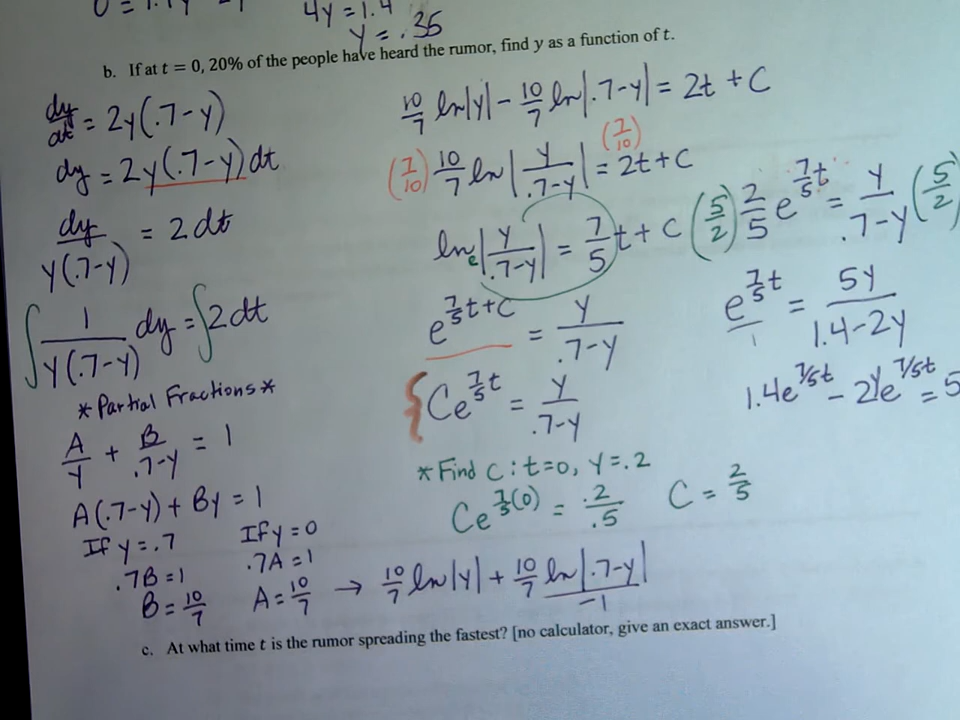 4y = 1.4
y = .35
b. If at t = 0, 20% of the people have heard the rumor, find y as a function of t.
dy/dt = 2y(.7-y)
dy = 2y(.7-y)dt
dy/y(.7-y) = 2dt
∫ 1/y(.7-y) dy = ∫2dt
*Partial Fractions*
A/y + B/.7-y = 1
A(.7-y) + By = 1
If y = .7
.7B = 1
B = 10/7
If y = 0
.7A = 1
A = 10/7
→ 10/7 ln|y| + 10/7 ln|.7-y|/-1
10/7 ln|y| - 10/7 ln|.7-y| = 2t + C
(7/10) 10/7 ln|y/.7-y| = 2t + C (7/10)
ln e |y/.7-y| = 7/5 t + C
e^(7/5 t + C) = y/.7-y
{Ce^(7/5 t) = y/.7-y
*Find C: t=0, y=.2
Ce^(7/5(0)) = .2/.5
C = 2/5
(5/2) 2/5 e^(7/5 t) = y/.7-y (5/2)
e^(7/5 t)/1 = 5y/1.4-2y
1.4e^(7/5t) - 2ye^(7/5t) = 5
c. At what time t is the rumor spreading the fastest? [no calculator, give an exact answer.]